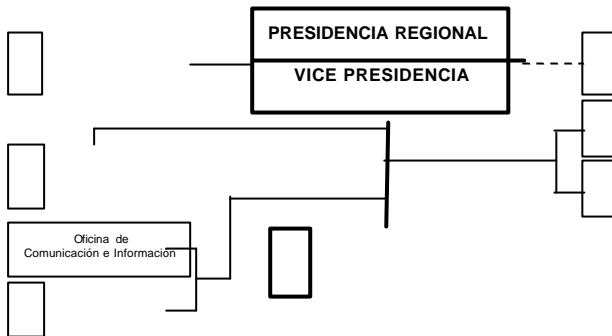 PRESIDENCIA REGIONAL
VICE PRESIDENCIA
Oficina de
Comunicación e Información